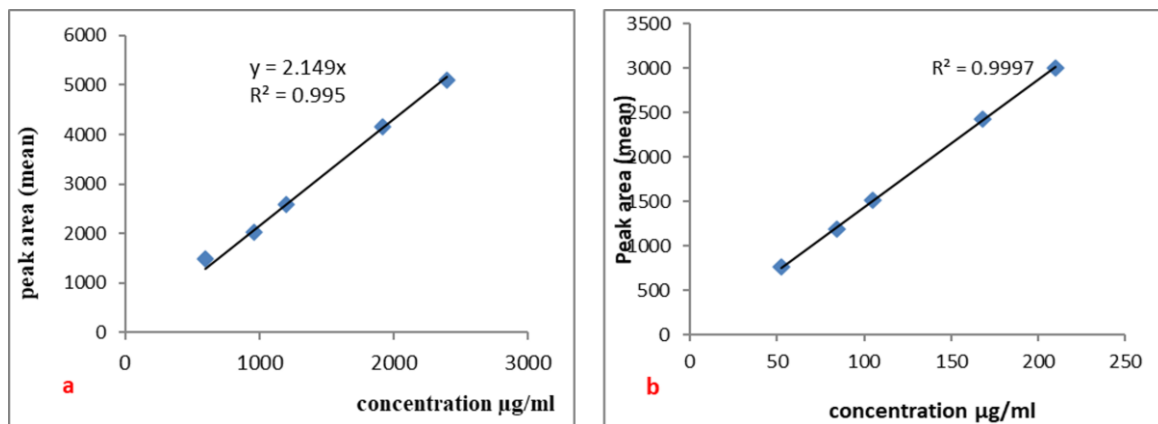 6000
5000
4000
3000
2000
1000
0
y = 2.149x
R² = 0.995
peak area (mean)
0 1000 2000 3000
a
concentration µg/ml
3500
3000
2500
2000
1500
1000
500
0
R² = 0.9997
Peak area (mean)
0 50 100 150 200 250
b
concentration µg/ml